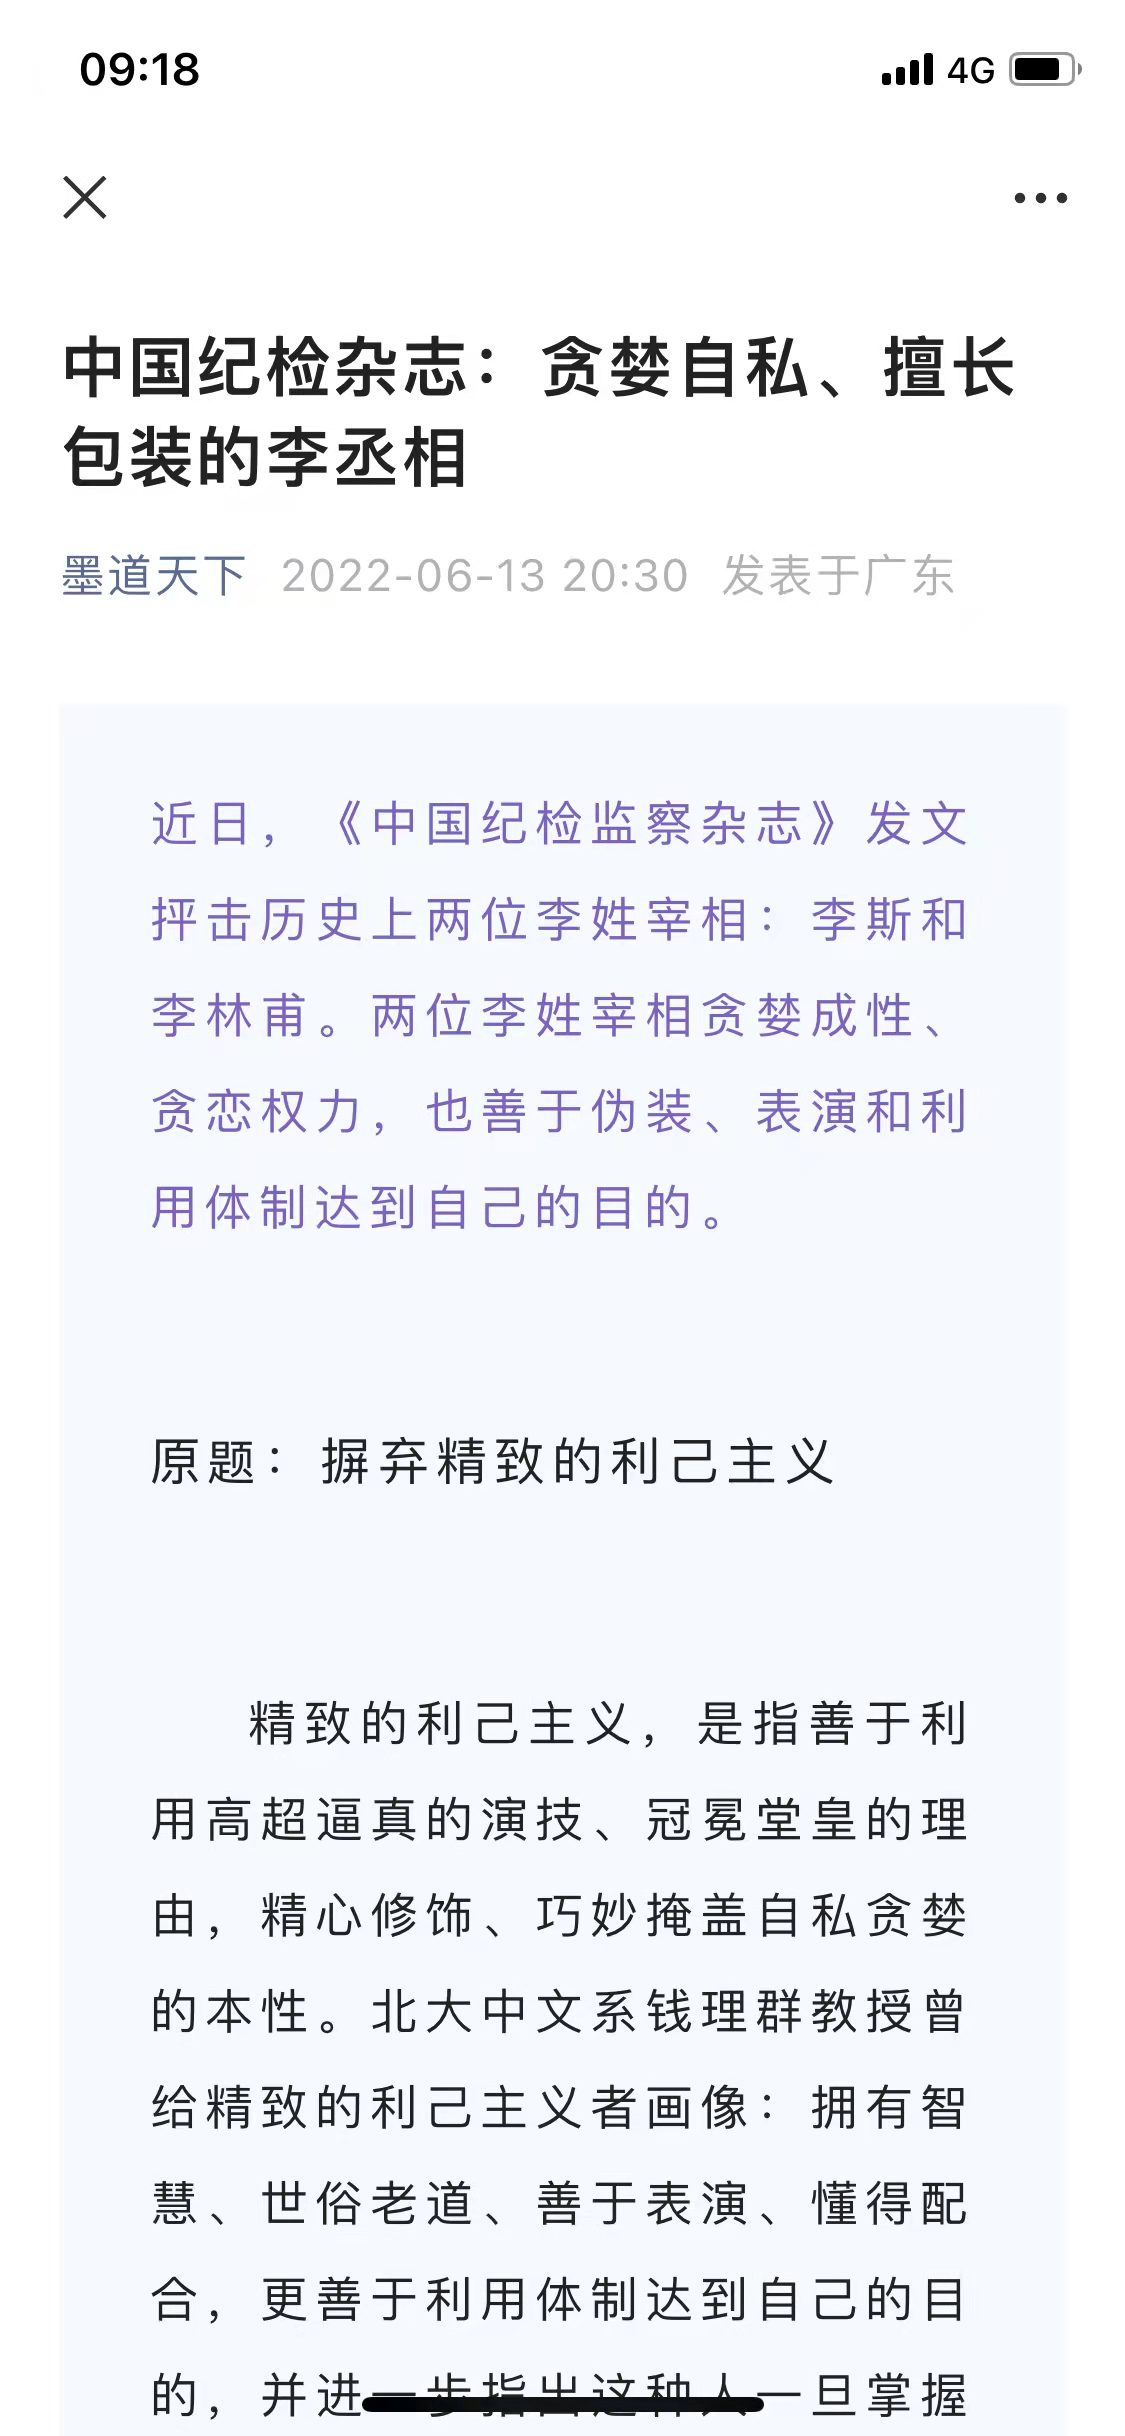 09:18
4G
中国纪检杂志：贪婪自私、擅长
包装的李丞相
墨道天下 2022-06-13 20:30 发表于广东
近日，《中国纪检监察杂志》发文
抨击历史上两位李姓宰相：李斯和
李林甫。两位李姓宰相贪婪成性、
贪恋权力，也善于伪装、表演和利
用体制达到自己的目的。
原题：摒弃精致的利己主义
精致的利己主义，是指善于利
用高超逼真的演技、冠冕堂皇的理
由，精心修饰、巧妙掩盖自私贪婪
的本性。北大中文系钱理群教授曾
给精致的利己主义者画像：拥有智
慧、世俗老道、善于表演、懂得配
合，更善于利用体制达到自己的目
的，并进一步指出这种人一旦掌握